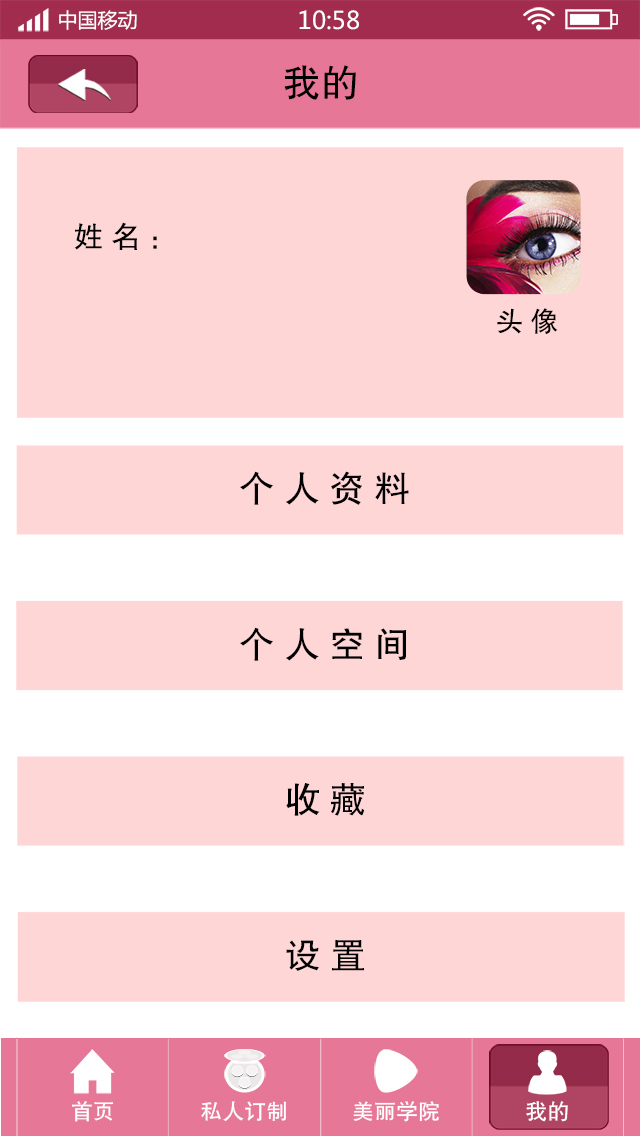 中国移动 10:58
我的
姓名：
头像
个人资料
个人空间
收藏
设置
首页 私人订制 美丽学院 我的